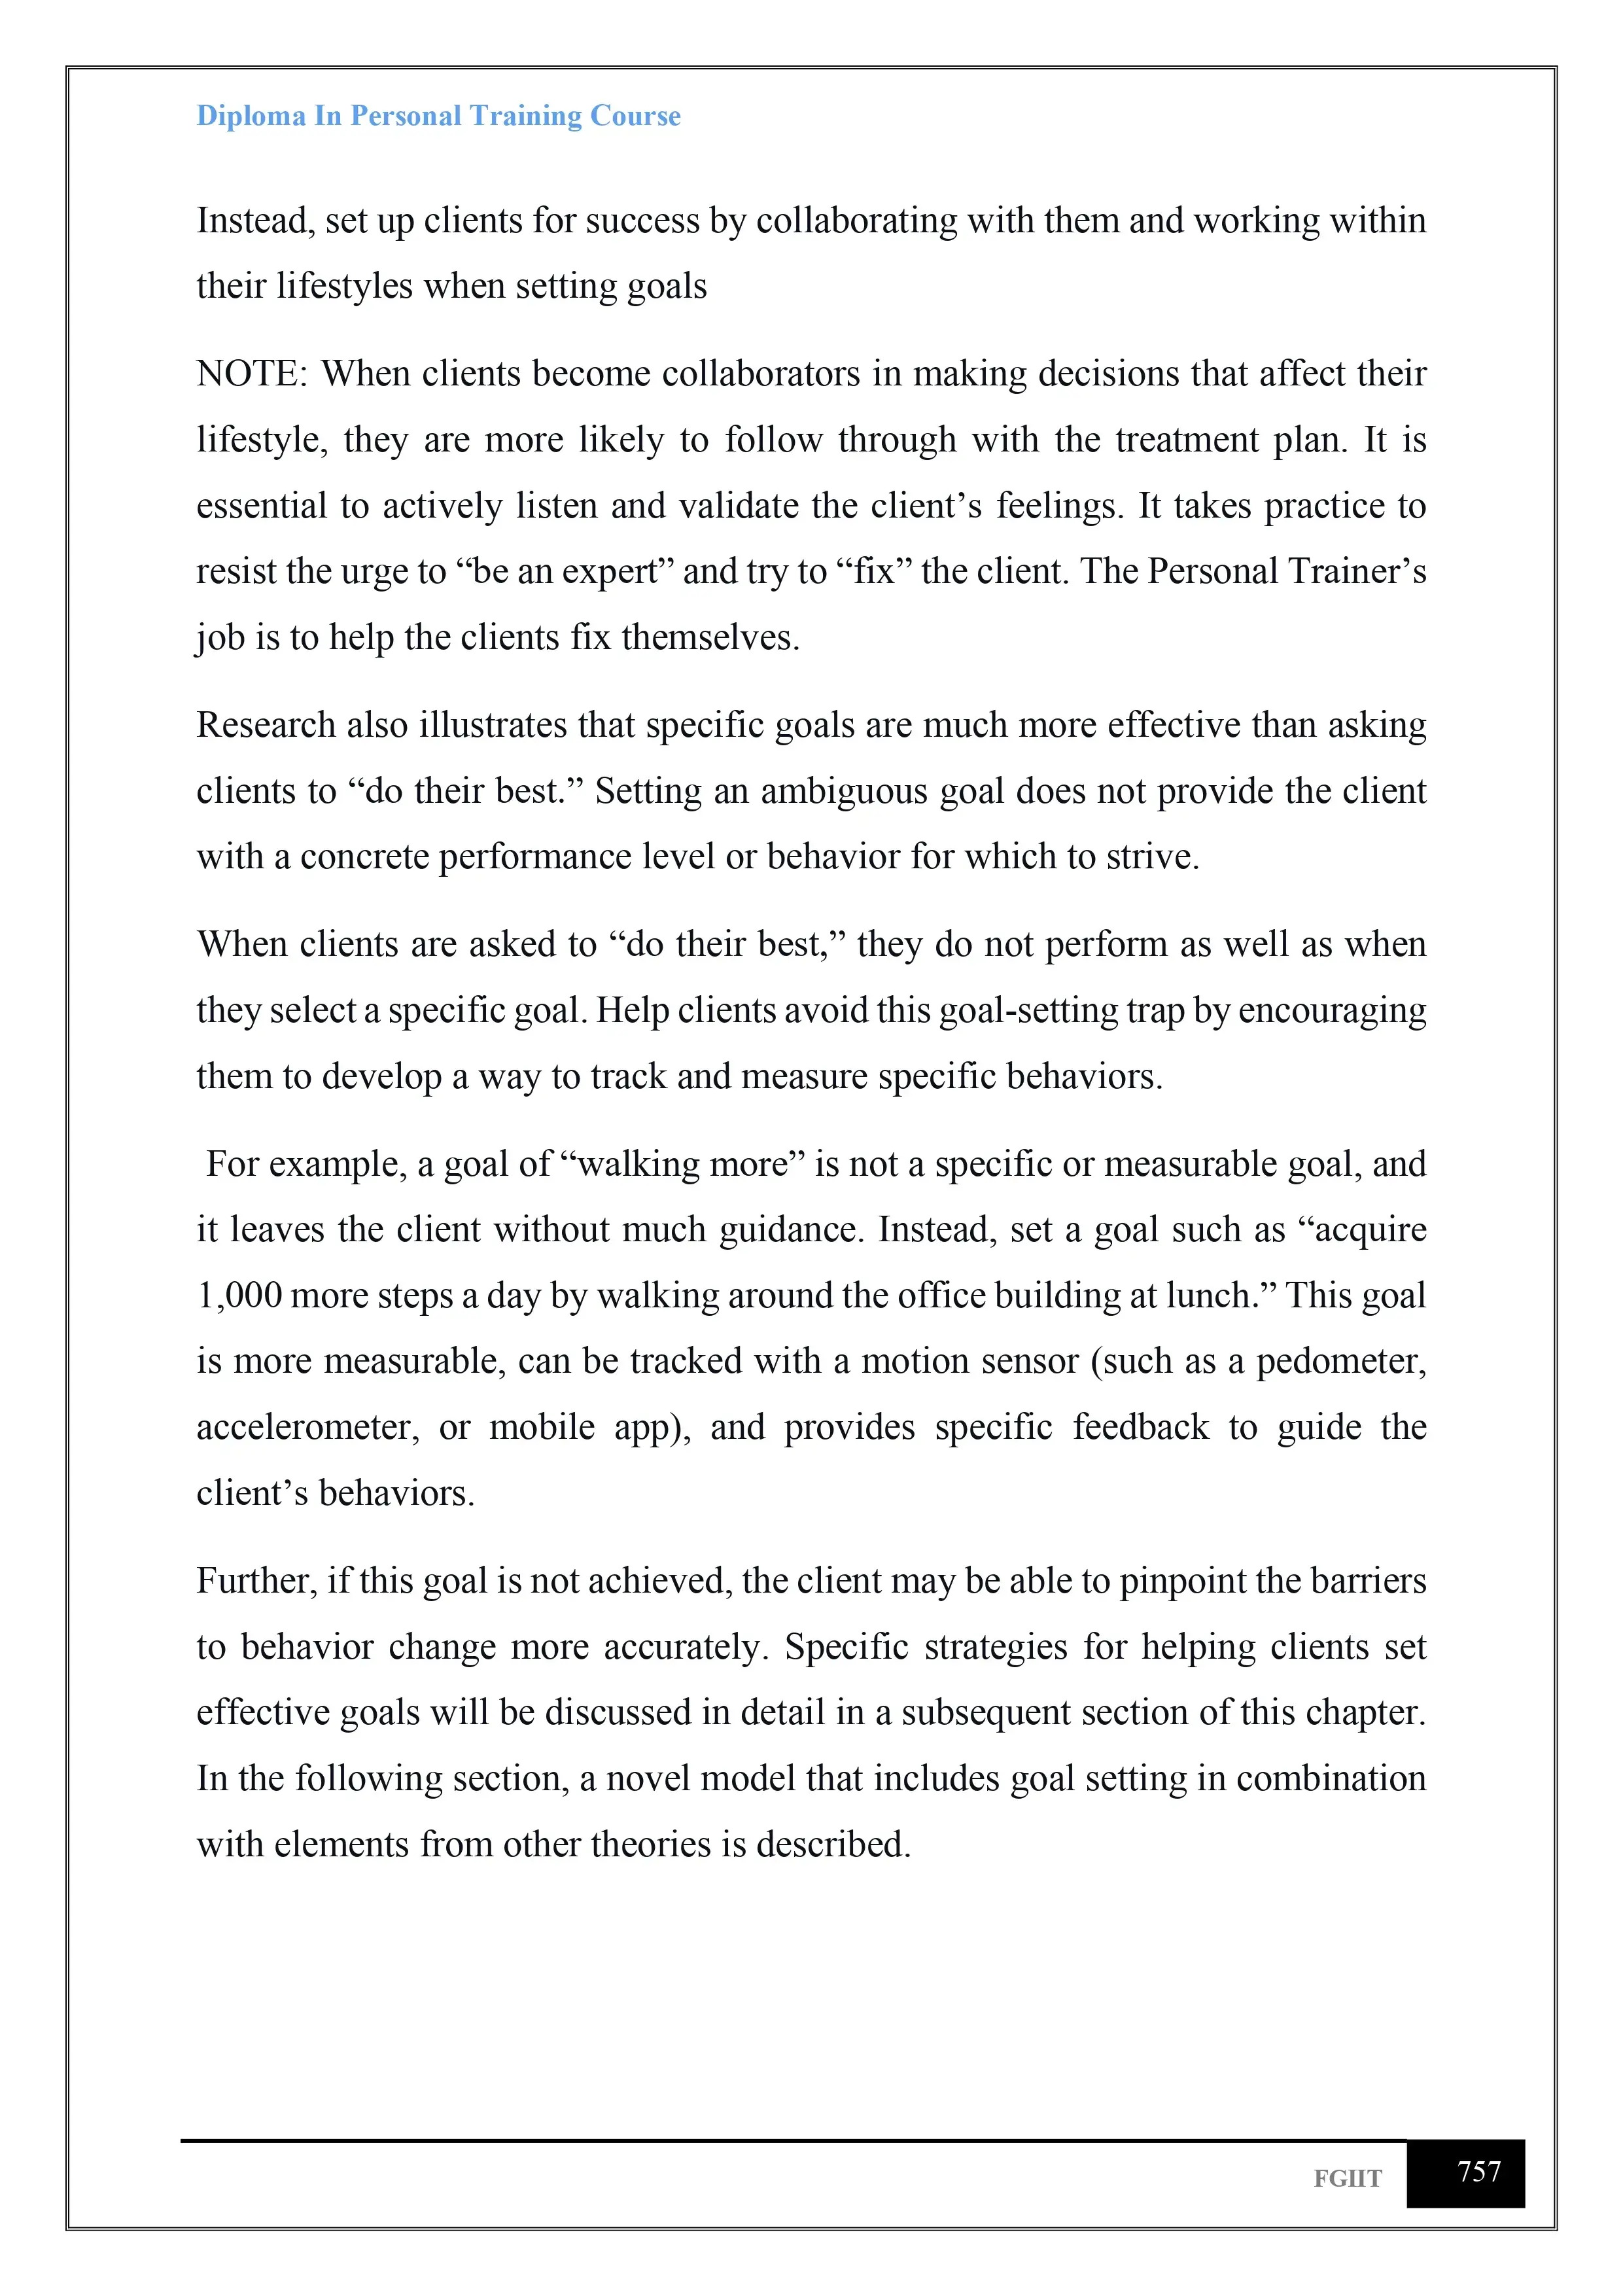 Diploma In Personal Training Course
Instead, set up clients for success by collaborating with them and working within
their lifestyles when setting goals
NOTE: When clients become collaborators in making decisions that affect their
lifestyle, they are more likely to follow through with the treatment plan. It is
essential to actively listen and validate the client’s feelings. It takes practice to
resist the urge to “be an expert” and try to “fix” the client. The Personal Trainer’s
job is to help the clients fix themselves.
Research also illustrates that specific goals are much more effective than asking
clients to “do their best.” Setting an ambiguous goal does not provide the client
with a concrete performance level or behavior for which to strive.
When clients are asked to “do their best,” they do not perform as well as when
they select a specific goal. Help clients avoid this goal-setting trap by encouraging
them to develop a way to track and measure specific behaviors.
For example, a goal of “walking more” is not a specific or measurable goal, and
it leaves the client without much guidance. Instead, set a goal such as “acquire
1,000 more steps a day by walking around the office building at lunch.” This goal
is more measurable, can be tracked with a motion sensor (such as a pedometer,
accelerometer, or mobile app), and provides specific feedback to guide the
client’s behaviors.
Further, if this goal is not achieved, the client may be able to pinpoint the barriers
to behavior change more accurately. Specific strategies for helping clients set
effective goals will be discussed in detail in a subsequent section of this chapter.
In the following section, a novel model that includes goal setting in combination
with elements from other theories is described.
FGIIT 757